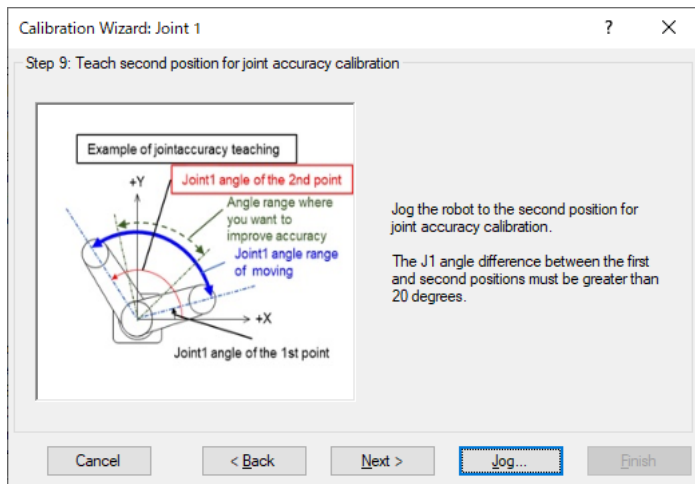 Calibration Wizard: Joint 1
?
Step 9: Teach second position for joint accuracy calibration
Example of jointaccuracy teaching
+Y
Joint1 angle of the 2nd point
Angle range where
you want to
improve accuracy
Joint1 angle range
of moving
+X
Joint1 angle of the 1st point
Jog the robot to the second position for
joint accuracy calibration.
The J1 angle difference between the first
and second positions must be greater than
20 degrees.
Cancel
< Back
Next >
Jog...
Finish